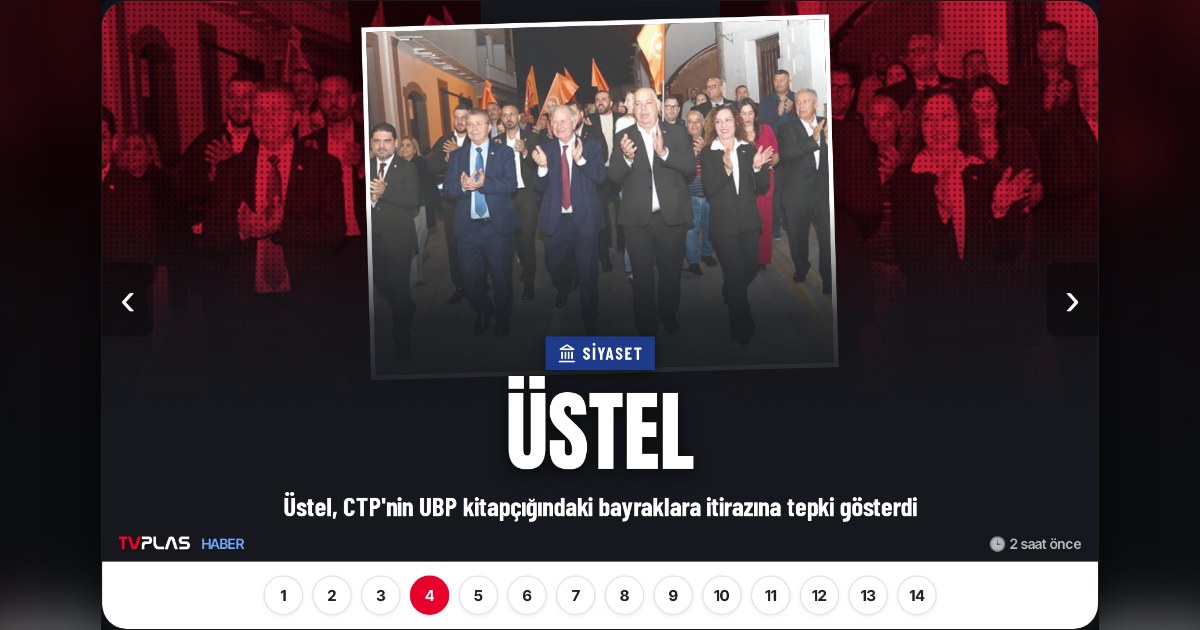 SİYASET
ÜSTEL
Üstel, CTP'nin UBP kitapçığındaki bayraklara itirazına tepki gösterdi
TVPLAS HABER
2 saat önce
1 2 3 4 5 6 7 8 9 10 11 12 13 14